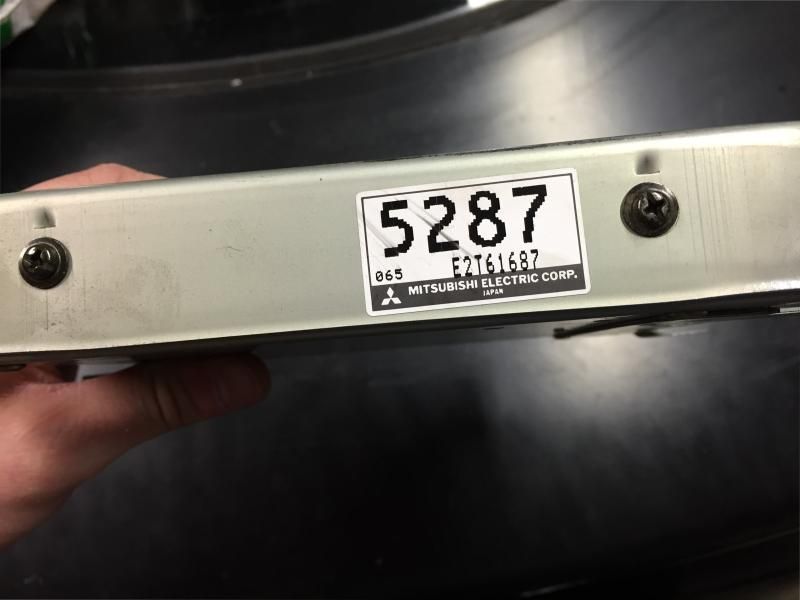 5287
065 E2T61687
MITSUBISHI ELECTRIC CORP.
JAPAN